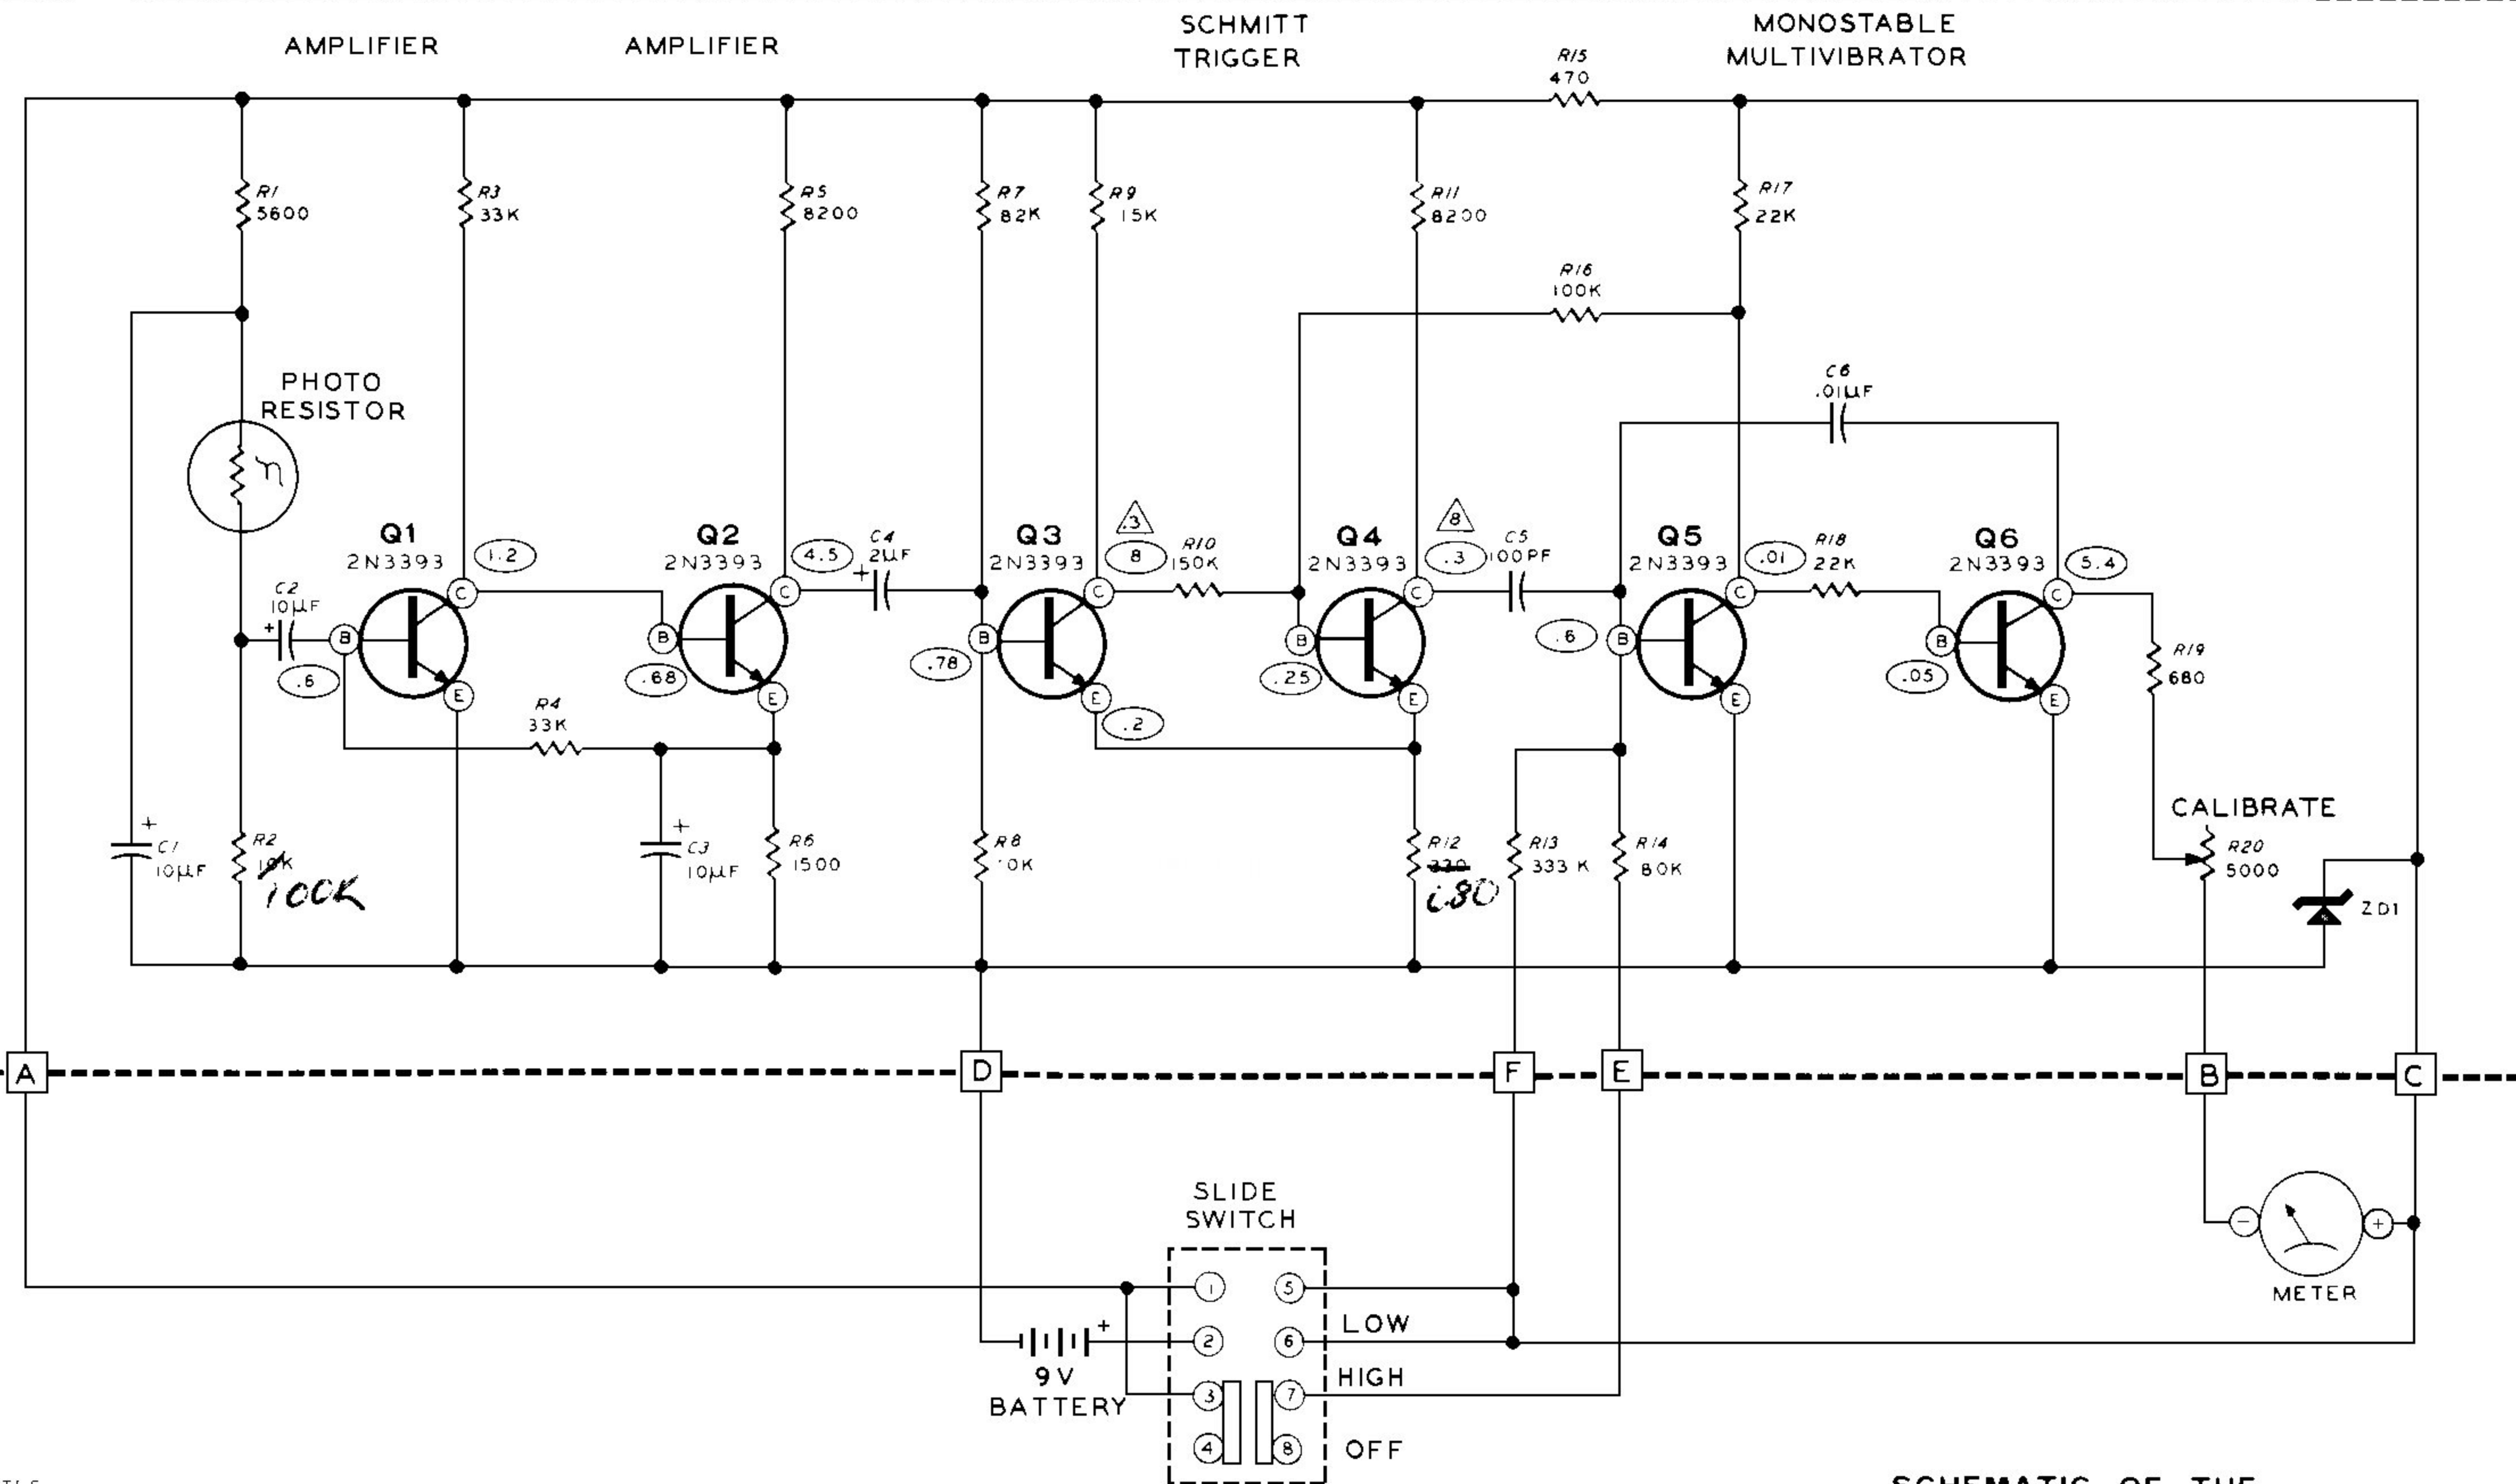 AMPLIFIER
AMPLIFIER
SCHMITT
TRIGGER
MONOSTABLE
MULTIVIBRATOR
R15
470
R1
5600
R3
33K
R5
8200
R7
82K
R9
15K
R11
8200
R17
22K
R16
100K
C6
.01µF
PHOTO
RESISTOR
η
Q1
2N3393
1.2
C
B
E
C2
10µF
+
.6
Q2
2N3393
4.5
C
B
E
.68
C4
2µF
+
Q3
2N3393
.3
8
C
B
E
.78
.2
R10
150K
Q4
2N3393
8
.3
C
B
E
.25
C5
100PF
Q5
2N3393
.01
C
B
E
.6
R18
22K
Q6
2N3393
5.4
C
B
E
.05
R19
680
R4
33K
CALIBRATE
R20
5000
ZD1
+
C1
10µF
R2
10K
100K
+
C3
10µF
R6
1500
R8
10K
R12
330
180
R13
333 K
R14
80K
A
D
F
E
B
C
SLIDE
SWITCH
1
5
2
6
3
7
4
8
LOW
HIGH
OFF
+
9V
BATTERY
−
+
METER
SCHEMATIC OF THE